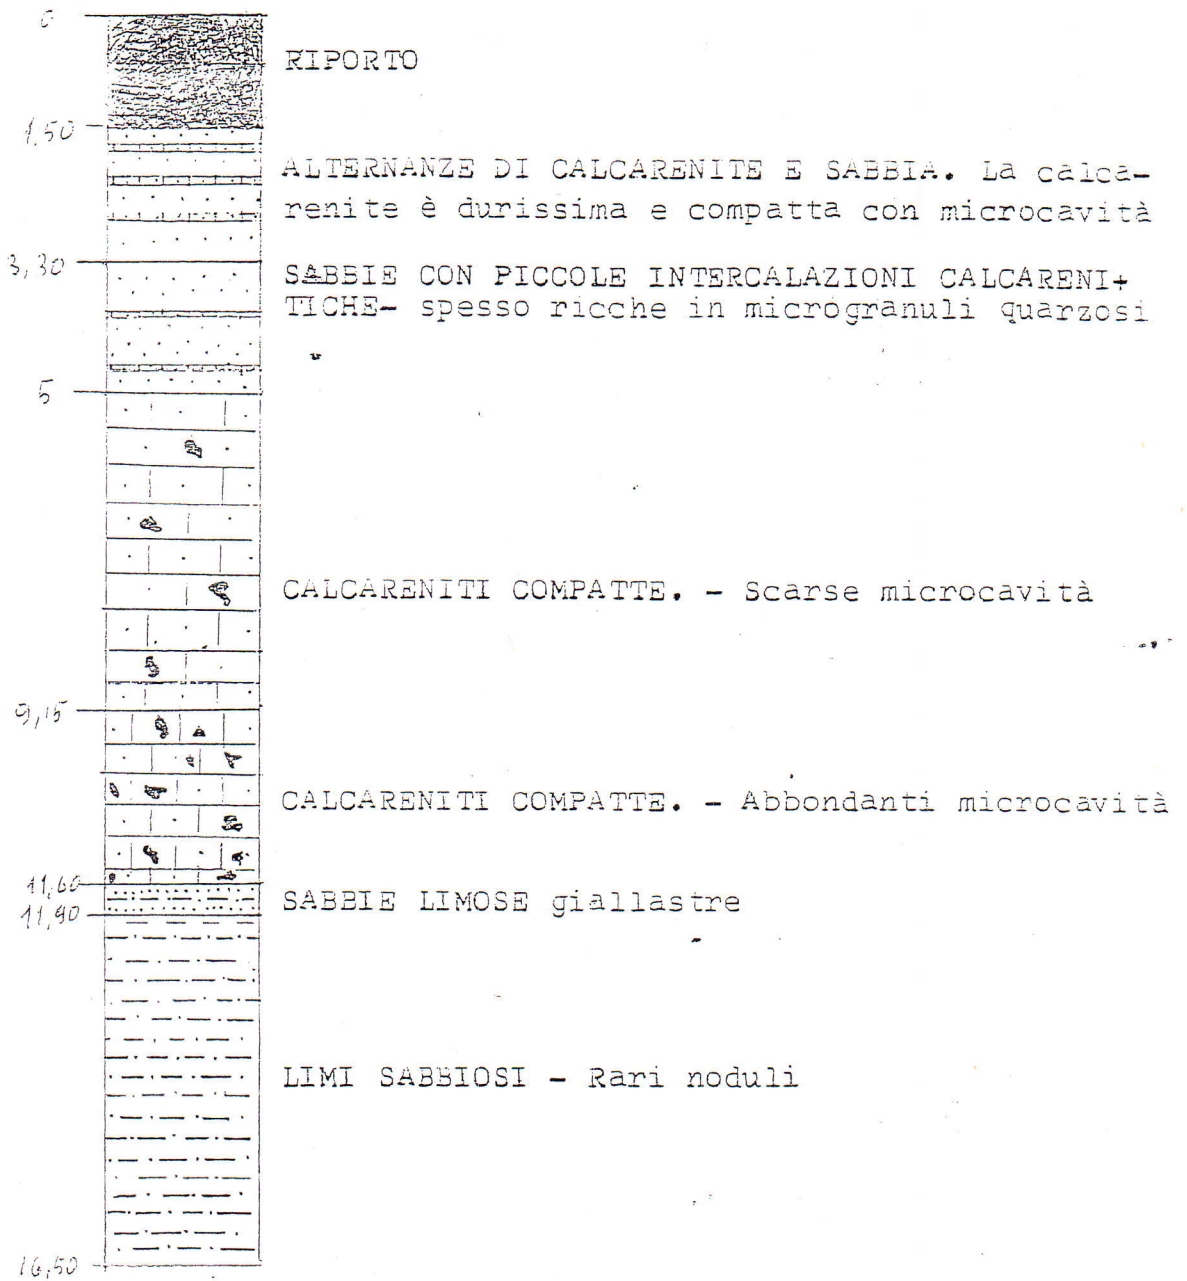 0
RIPORTO
1,50
ALTERNANZE DI CALCARENITE E SABBIA. La calca-
renite è durissima e compatta con microcavità
3,30
SABBIE CON PICCOLE INTERCALAZIONI CALCARENI+
TICHE- spesso ricche in microgranuli quarzosi
5
CALCARENITI COMPATTE. - Scarse microcavità
9,15
CALCARENITI COMPATTE. - Abbondanti microcavità
11,60
SABBIE LIMOSE giallastre
11,90
LIMI SABBIOSI - Rari noduli
16,50